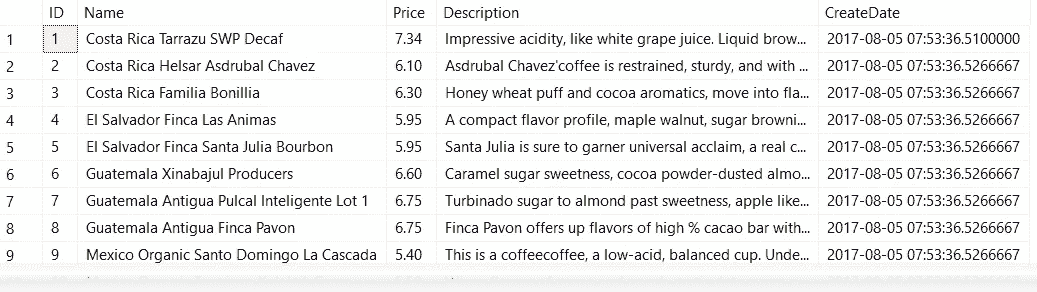 ID Name Price Description CreateDate
1 1 Costa Rica Tarrazu SWP Decaf 7.34 Impressive acidity, like white grape juice. Liquid brow... 2017-08-05 07:53:36.5100000
2 2 Costa Rica Helsar Asdrubal Chavez 6.10 Asdrubal Chavez'coffee is restrained, sturdy, and with ... 2017-08-05 07:53:36.5266667
3 3 Costa Rica Familia Bonillia 6.30 Honey wheat puff and cocoa aromatics, move into fla... 2017-08-05 07:53:36.5266667
4 4 El Salvador Finca Las Animas 5.95 A compact flavor profile, maple walnut, sugar browni... 2017-08-05 07:53:36.5266667
5 5 El Salvador Finca Santa Julia Bourbon 5.95 Santa Julia is sure to garner universal acclaim, a real c... 2017-08-05 07:53:36.5266667
6 6 Guatemala Xinabajul Producers 6.60 Caramel sugar sweetness, cocoa powder-dusted almo... 2017-08-05 07:53:36.5266667
7 7 Guatemala Antigua Pulcal Inteligente Lot 1 6.75 Turbinado sugar to almond past sweetness, apple like... 2017-08-05 07:53:36.5266667
8 8 Guatemala Antigua Finca Pavon 6.75 Finca Pavon offers up flavors of high % cacao bar with... 2017-08-05 07:53:36.5266667
9 9 Mexico Organic Santo Domingo La Cascada 5.40 This is a coffeecoffee, a low-acid, balanced cup. Unde... 2017-08-05 07:53:36.5266667